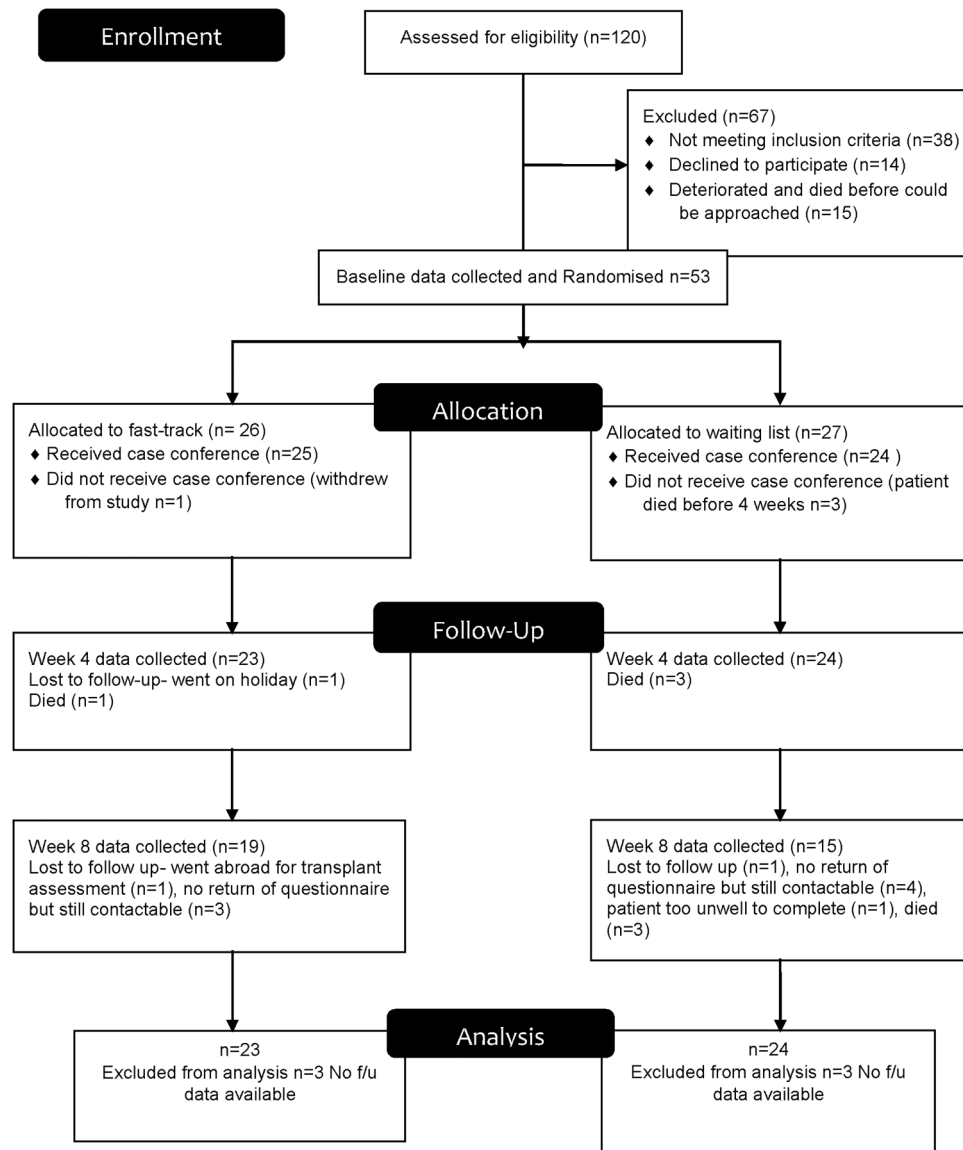 Enrollment
Assessed for eligibility (n=120)
Excluded (n=67)
♦ Not meeting inclusion criteria (n=38)
♦ Declined to participate (n=14)
♦ Deteriorated and died before could
be approached (n=15)
Baseline data collected and Randomised n=53
Allocation
Allocated to fast-track (n= 26)
♦ Received case conference (n=25)
♦ Did not receive case conference (withdrew
from study n=1)
Allocated to waiting list (n=27)
♦ Received case conference (n=24 )
♦ Did not receive case conference (patient
died before 4 weeks n=3)
Follow-Up
Week 4 data collected (n=23)
Lost to follow-up- went on holiday (n=1)
Died (n=1)
Week 4 data collected (n=24)
Died (n=3)
Week 8 data collected (n=19)
Lost to follow up- went abroad for transplant
assessment (n=1), no return of questionnaire
but still contactable (n=3)
Week 8 data collected (n=15)
Lost to follow up (n=1), no return of
questionnaire but still contactable (n=4),
patient too unwell to complete (n=1), died
(n=3)
Analysis
n=23
Excluded from analysis n=3 No f/u
data available
n=24
Excluded from analysis n=3 No f/u
data available